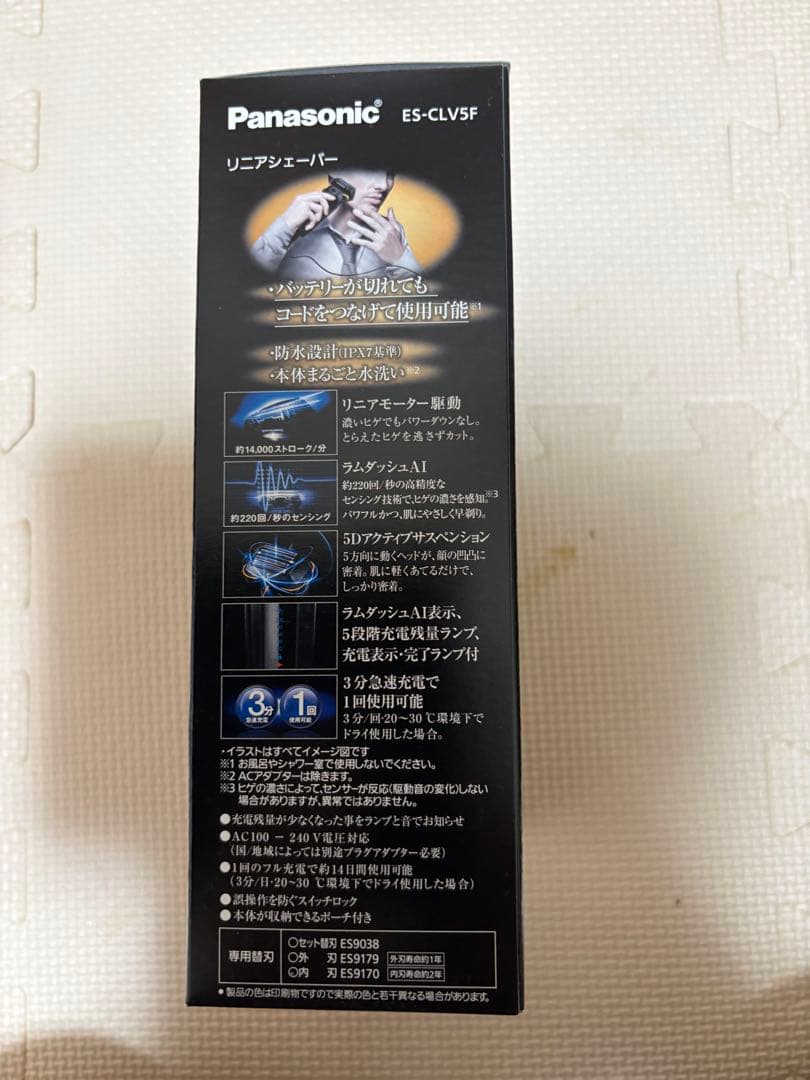 Panasonic® ES-CLV5F
リニアシェーバー
・バッテリーが切れても
コードをつなげて使用可能※1
・防水設計(IPX7基準)
・本体まるごと水洗い※2
約14,000ストローク/分
リニアモーター駆動
濃いヒゲでもパワーダウンなし。
とらえたヒゲを逃さずカット。
約220回/秒のセンシング
ラムダッシュAI
約220回/秒の高精度な
センシング技術で、ヒゲの濃さを感知。※3
パワフルかつ、肌にやさしく早剃り。
5Dアクティブサスペンション
5方向に動くヘッドが、顔の凹凸に
密着。肌に軽くあてるだけで、
しっかり密着。
ラムダッシュAI表示、
5段階充電残量ランプ、
充電表示・完了ランプ付
3分 急速充電
1回 使用可能
3分急速充電で
1回使用可能
3分/回・20～30℃環境下で
ドライ使用した場合。
・イラストはすべてイメージ図です
※1 お風呂やシャワー室で使用しないでください。
※2 ACアダプターは除きます。
※3 ヒゲの濃さによって、センサーが反応(駆動音の変化)しない
場合がありますが、異常ではありません。
●充電残量が少なくなった事をランプと音でお知らせ
●AC100 － 240V電圧対応
(国/地域によっては別途プラグアダプター必要)
●1回のフル充電で約14日間使用可能
(3分/日・20～30℃環境下でドライ使用した場合)
●誤操作を防ぐスイッチロック
●本体が収納できるポーチ付き
専用替刃
○セット替刃 ES9038
○外 刃 ES9179 外刃寿命約1年
○内 刃 ES9170 内刃寿命約2年
●製品の色は印刷物ですので実際の色と若干異なる場合があります。